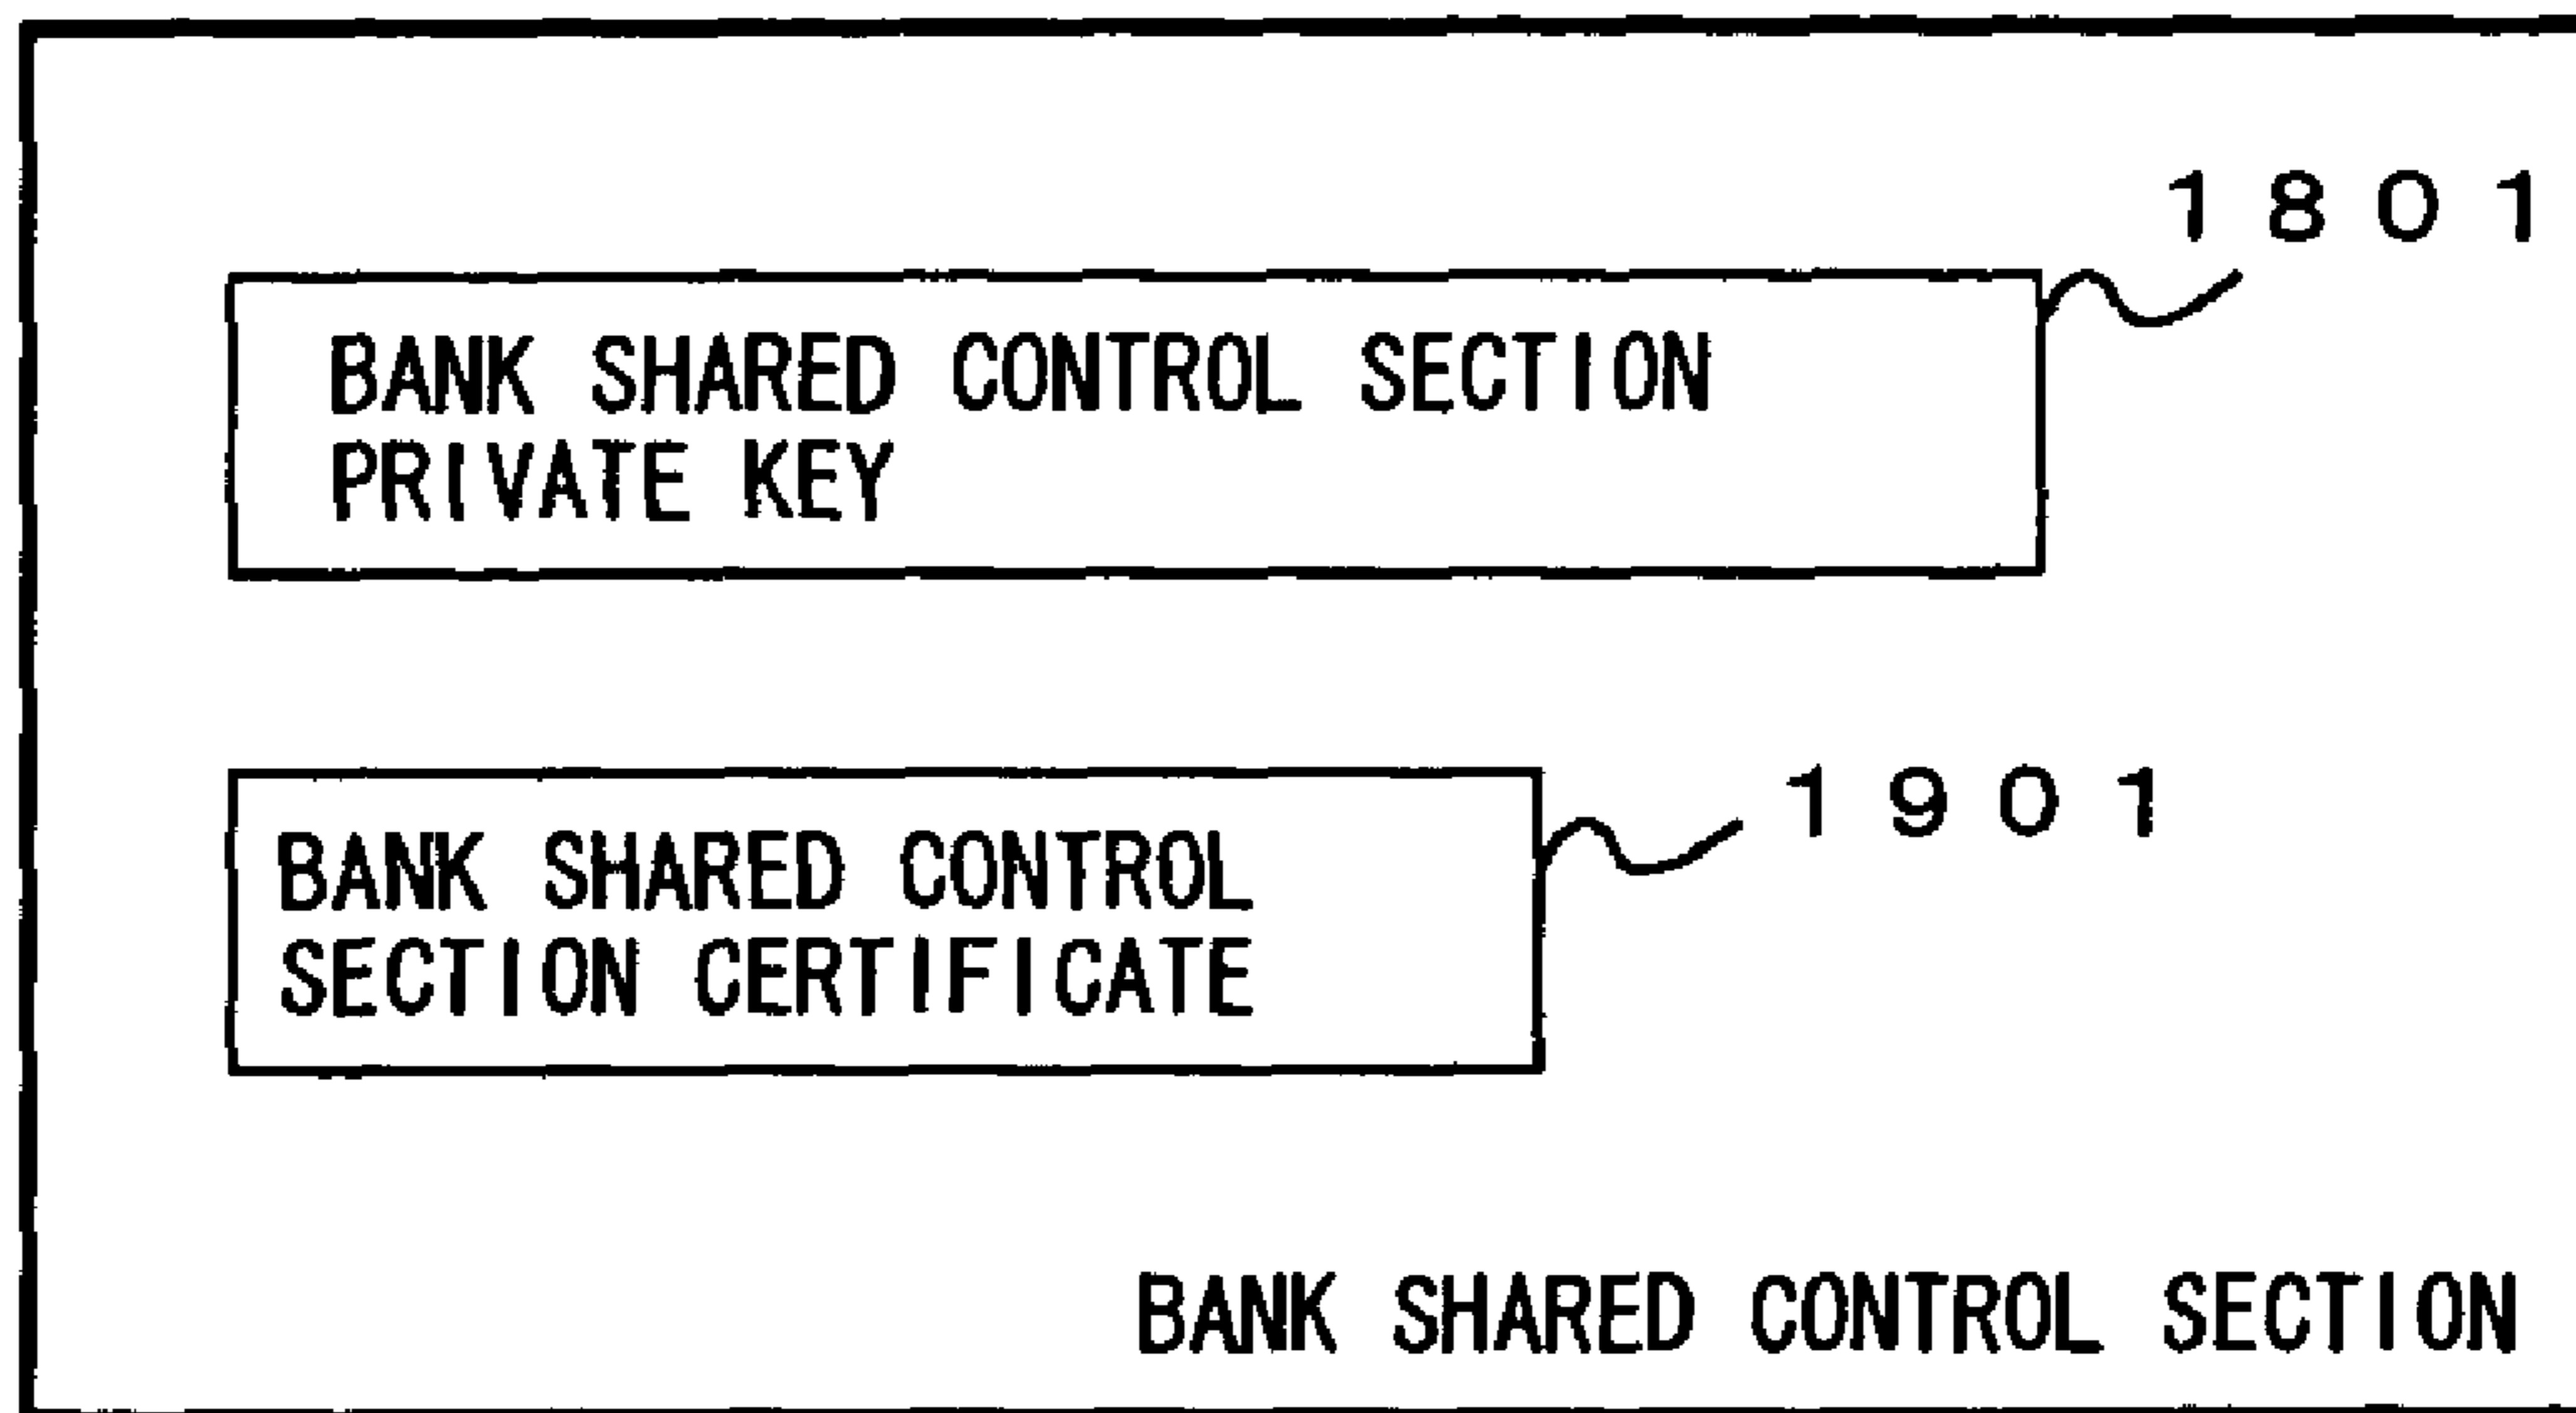 1801
BANK SHARED CONTROL SECTION
PRIVATE KEY
1901
BANK SHARED CONTROL
SECTION CERTIFICATE
BANK SHARED CONTROL SECTION